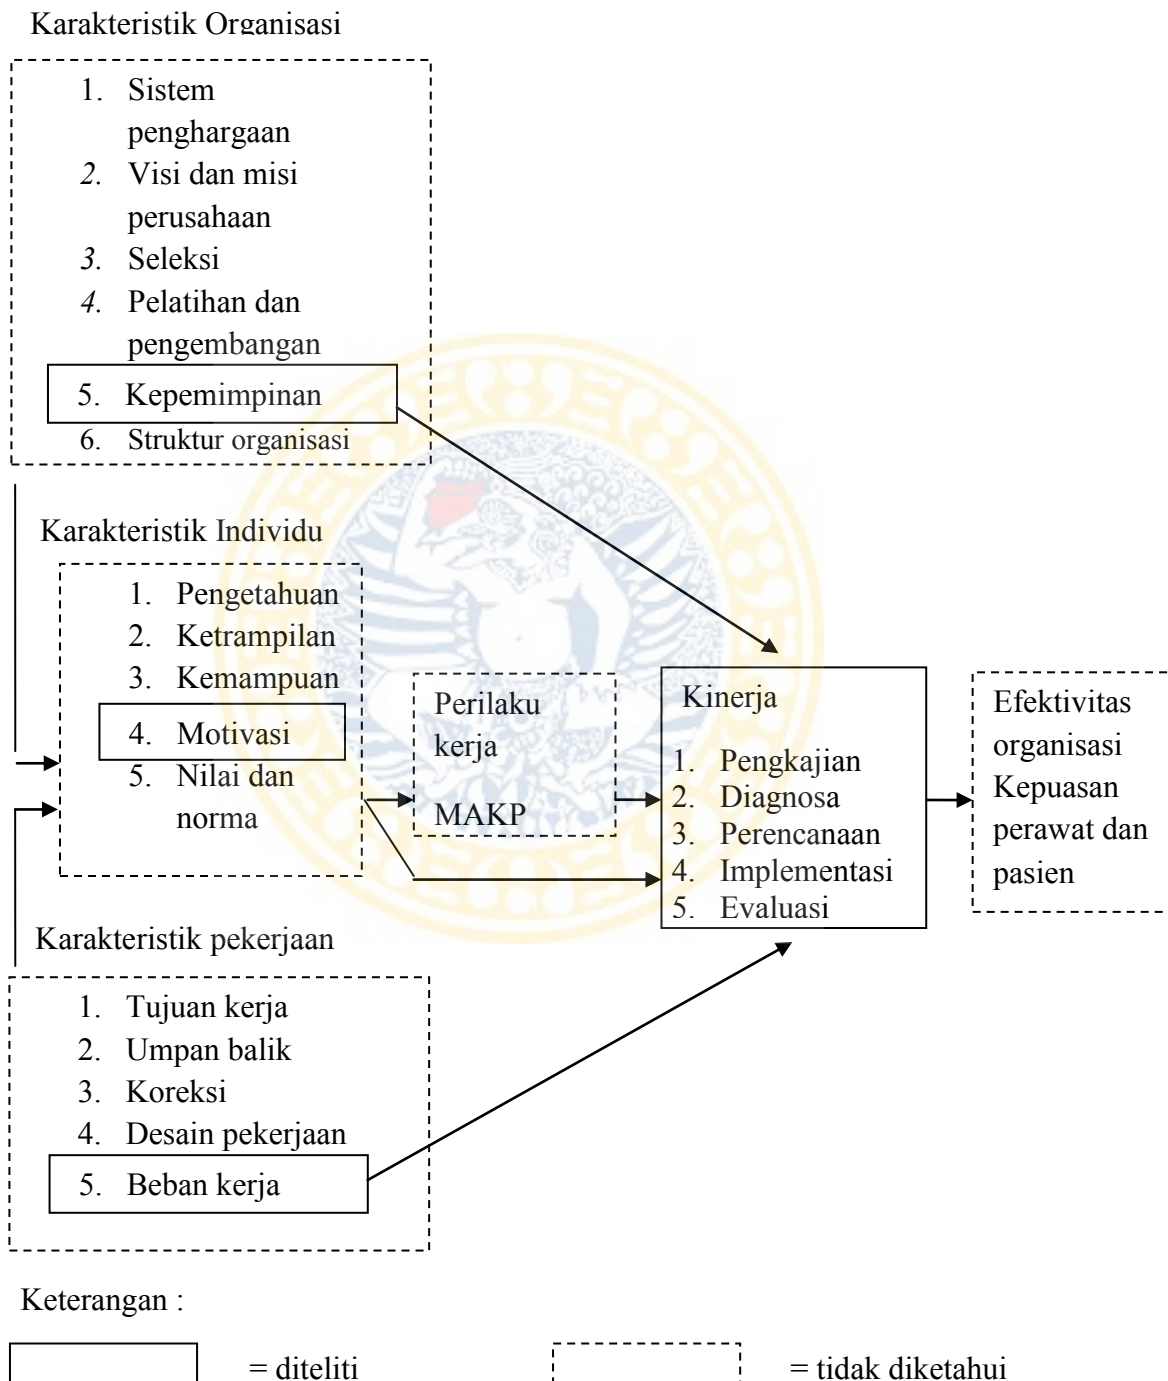 Karakteristik Organisasi
1. Sistem
penghargaan
2. Visi dan misi
perusahaan
3. Seleksi
4. Pelatihan dan
pengembangan
5. Kepemimpinan
6. Struktur organisasi
Karakteristik Individu
1. Pengetahuan
2. Ketrampilan
3. Kemampuan
4. Motivasi
5. Nilai dan
norma
Perilaku
kerja
MAKP
Kinerja
1. Pengkajian
2. Diagnosa
3. Perencanaan
4. Implementasi
5. Evaluasi
Efektivitas
organisasi
Kepuasan
perawat dan
pasien
Karakteristik pekerjaan
1. Tujuan kerja
2. Umpan balik
3. Koreksi
4. Desain pekerjaan
5. Beban kerja
Keterangan :
= diteliti
= tidak diketahui